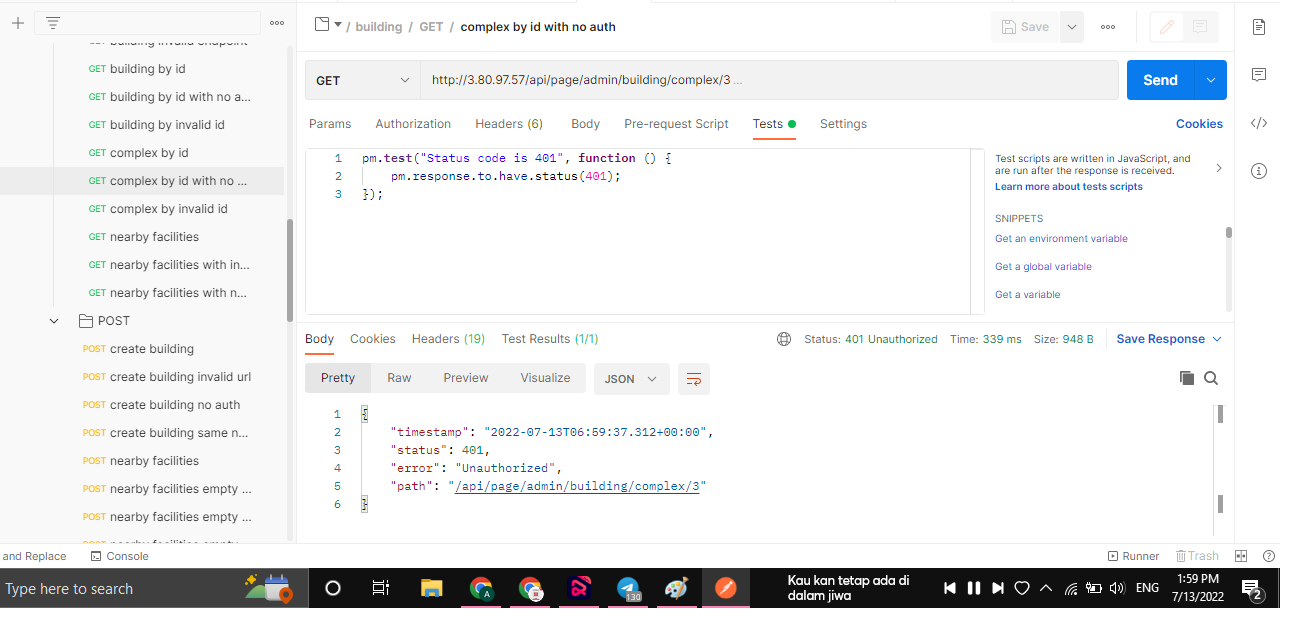 building / GET / complex by id with no auth
Save
GET
http://3.80.97.57/api/page/admin/building/complex/3 ...
Send
Params
Authorization
Headers (6)
Body
Pre-request Script
Tests
Settings
Cookies
1 pm.test("Status code is 401", function () {
2 pm.response.to.have.status(401);
3 });
Test scripts are written in JavaScript, and
are run after the response is received.
Learn more about tests scripts
SNIPPETS
Get an environment variable
Get a global variable
Get a variable
building invalid endpoint
GET building by id
GET building by id with no a...
GET building by invalid id
GET complex by id
GET complex by id with no ...
GET complex by invalid id
GET nearby facilities
GET nearby facilities with in...
GET nearby facilities with n...
POST
POST create building
POST create building invalid url
POST create building no auth
POST create building same n...
POST nearby facilities
POST nearby facilities empty ...
POST nearby facilities empty ...
Body
Cookies
Headers (19)
Test Results (1/1)
Status: 401 Unauthorized
Time: 339 ms
Size: 948 B
Save Response
Pretty
Raw
Preview
Visualize
JSON
1 {
2 "timestamp": "2022-07-13T06:59:37.312+00:00",
3 "status": 401,
4 "error": "Unauthorized",
5 "path": "/api/page/admin/building/complex/3"
6 }
and Replace
Console
Runner
Trash
Type here to search
A
130
Kau kan tetap ada di
dalam jiwa
ENG
1:59 PM
7/13/2022
2